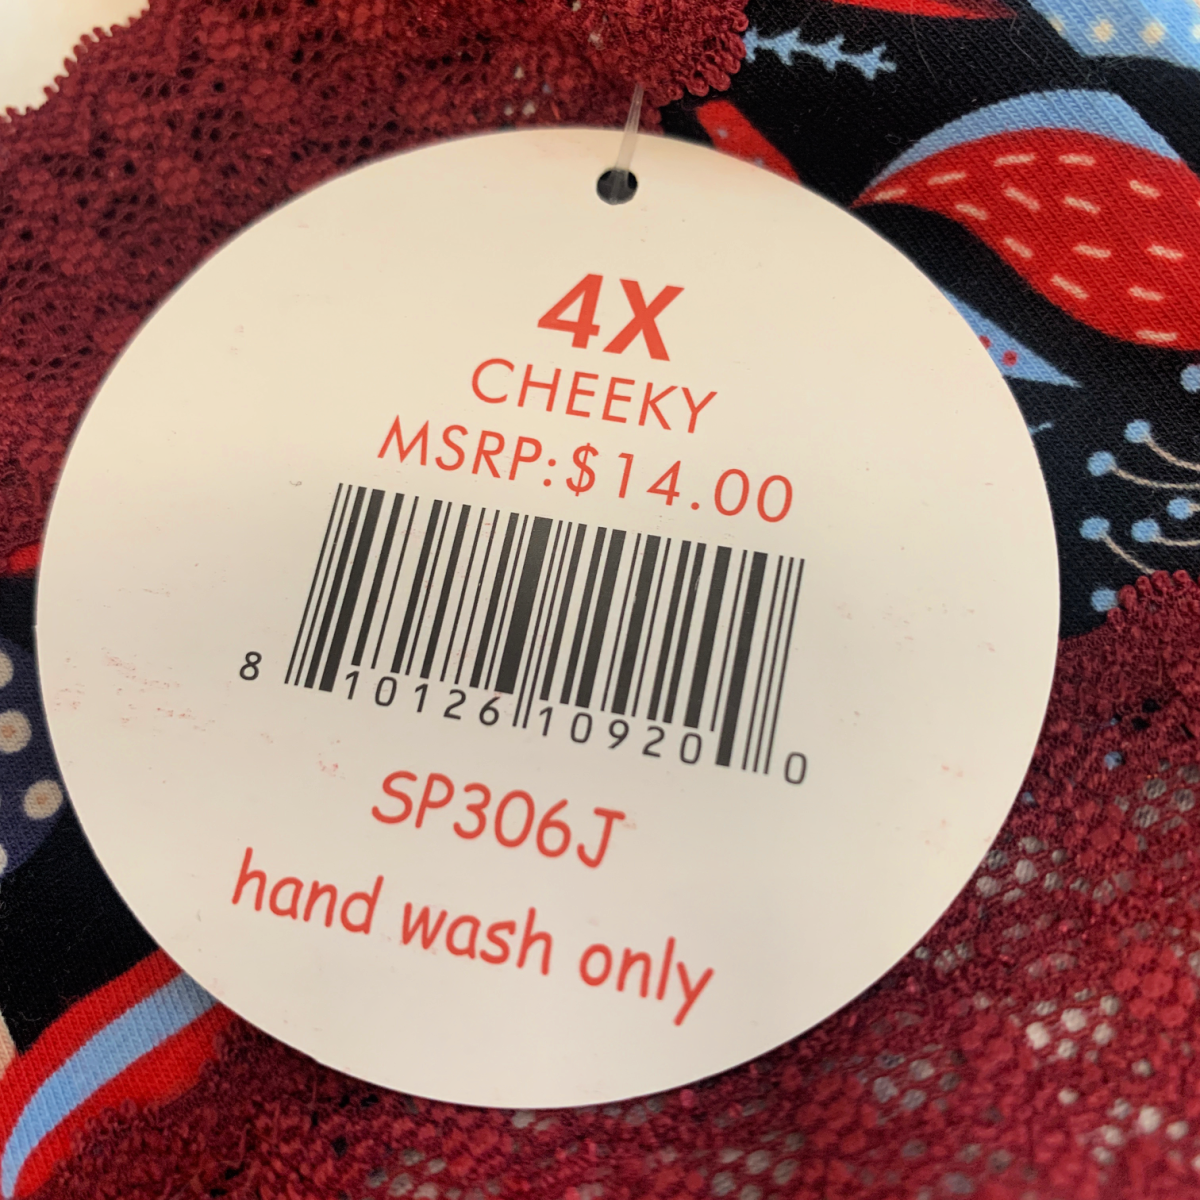 4X
CHEEKY
MSRP:$14.00
8 10126 10920 0
SP306J
hand wash only